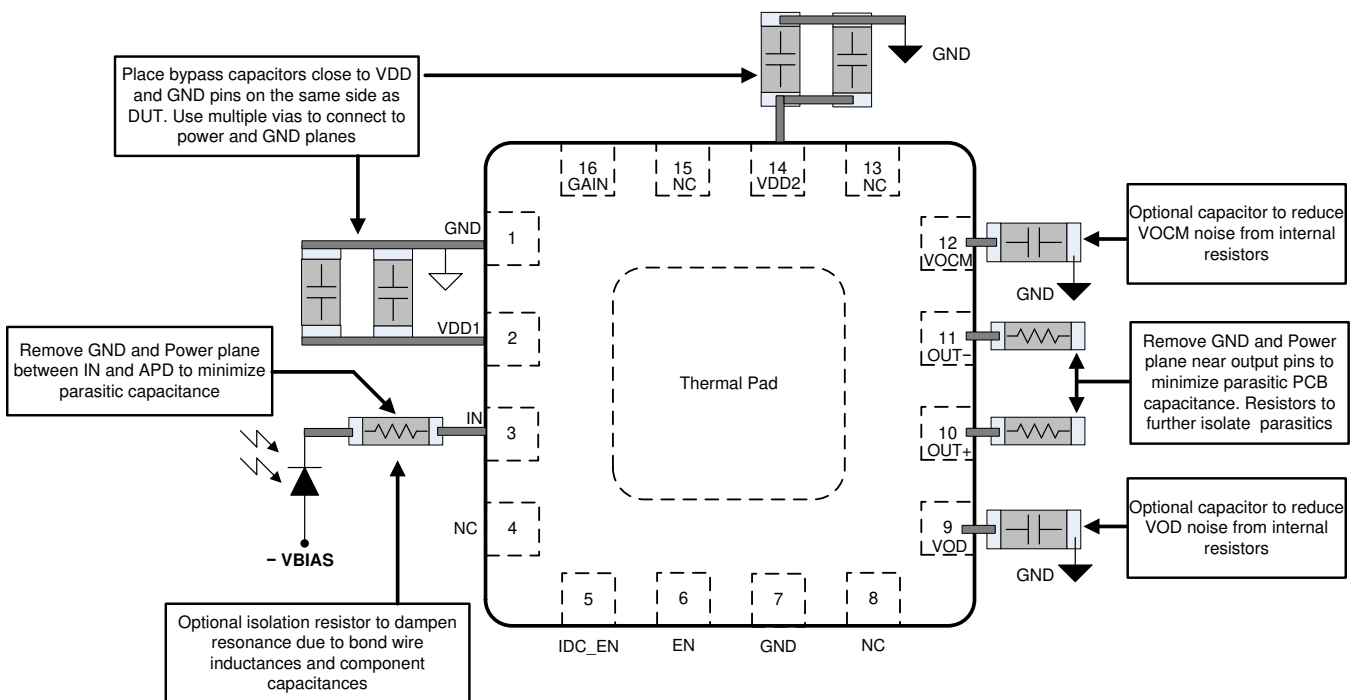 Place bypass capacitors close to VDD
and GND pins on the same side as
DUT. Use multiple vias to connect to
power and GND planes
GND
16
GAIN
15
NC
14
VDD2
13
NC
GND
1
VDD1
2
IN
3
NC
4
Thermal Pad
12
VOCM
11
OUT−
10
OUT+
9
VOD
GND
GND
Optional capacitor to reduce
VOCM noise from internal
resistors
Remove GND and Power
plane near output pins to
minimize parasitic PCB
capacitance. Resistors to
further isolate parasitics
Optional capacitor to reduce
VOD noise from internal
resistors
Remove GND and Power plane
between IN and APD to minimize
parasitic capacitance
− VBIAS
Optional isolation resistor to dampen
resonance due to bond wire
inductances and component
capacitances
5
6
7
8
IDC_EN
EN
GND
NC